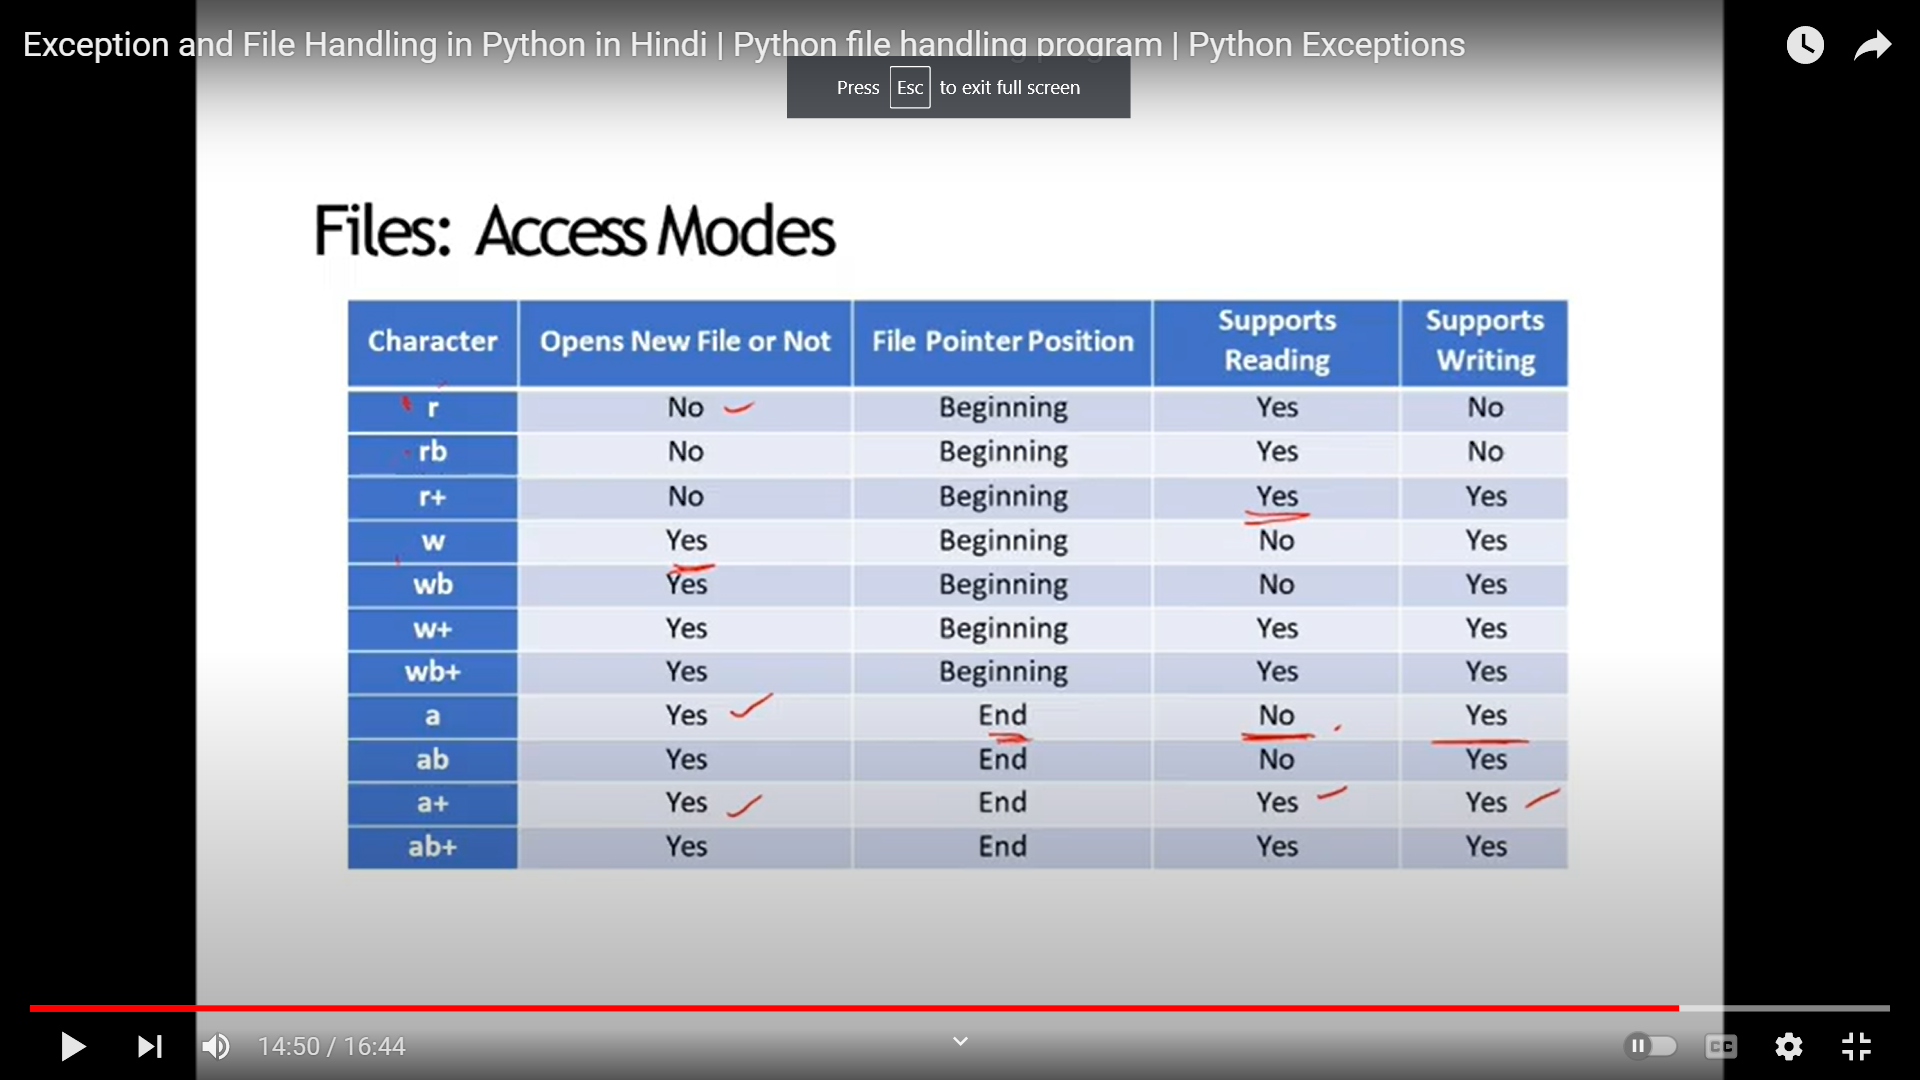 Exception and File Handling in Python in Hindi | Python file handling program | Python Exceptions
Press Esc to exit full screen
Files: Access Modes
Character Opens New File or Not File Pointer Position Supports Reading Supports Writing
r No Beginning Yes No
rb No Beginning Yes No
r+ No Beginning Yes Yes
w Yes Beginning No Yes
wb Yes Beginning No Yes
w+ Yes Beginning Yes Yes
wb+ Yes Beginning Yes Yes
a Yes End No Yes
ab Yes End No Yes
a+ Yes End Yes Yes
ab+ Yes End Yes Yes
14:50 / 16:44 CC